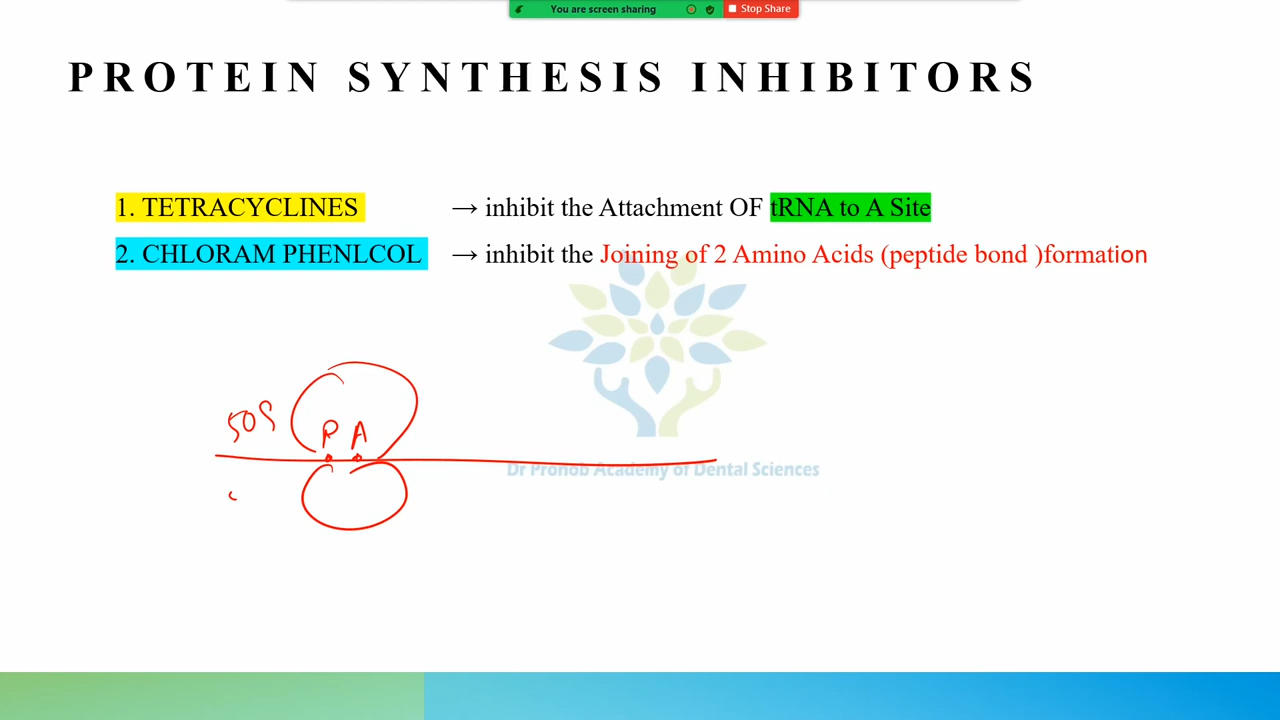 You are screen sharing Stop Share
PROTEIN SYNTHESIS INHIBITORS
1. TETRACYCLINES → inhibit the Attachment OF tRNA to A Site
2. CHLORAM PHENLCOL → inhibit the Joining of 2 Amino Acids (peptide bond )formation
50S P A
Dr Pronob Academy of Dental Sciences